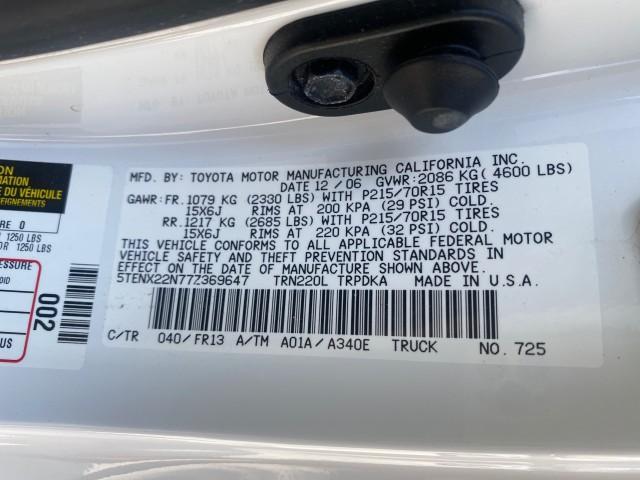 MFD. BY: TOYOTA MOTOR MANUFACTURING CALIFORNIA INC.
DATE 12/06 GVWR: 2086 KG( 4600 LBS)
GAWR: FR. 1079 KG (2330 LBS) WITH P215/70R15 TIRES
15X6J RIMS AT 200 KPA (29 PSI) COLD.
RR. 1217 KG (2685 LBS) WITH P215/70R15 TIRES
15X6J RIMS AT 220 KPA (32 PSI) COLD.
THIS VEHICLE CONFORMS TO ALL APPLICABLE FEDERAL MOTOR
VEHICLE SAFETY AND THEFT PREVENTION STANDARDS IN
EFFECT ON THE DATE OF MANUFACTURE SHOWN ABOVE.
5TENX22N77Z369647 TRN220L TRPDKA MADE IN U.S.A.
C/TR 040/FR13 A/TM A01A/A340E TRUCK NO. 725
DU VÉHICULE
1250 LBS
OR 1250 LBS
002
US